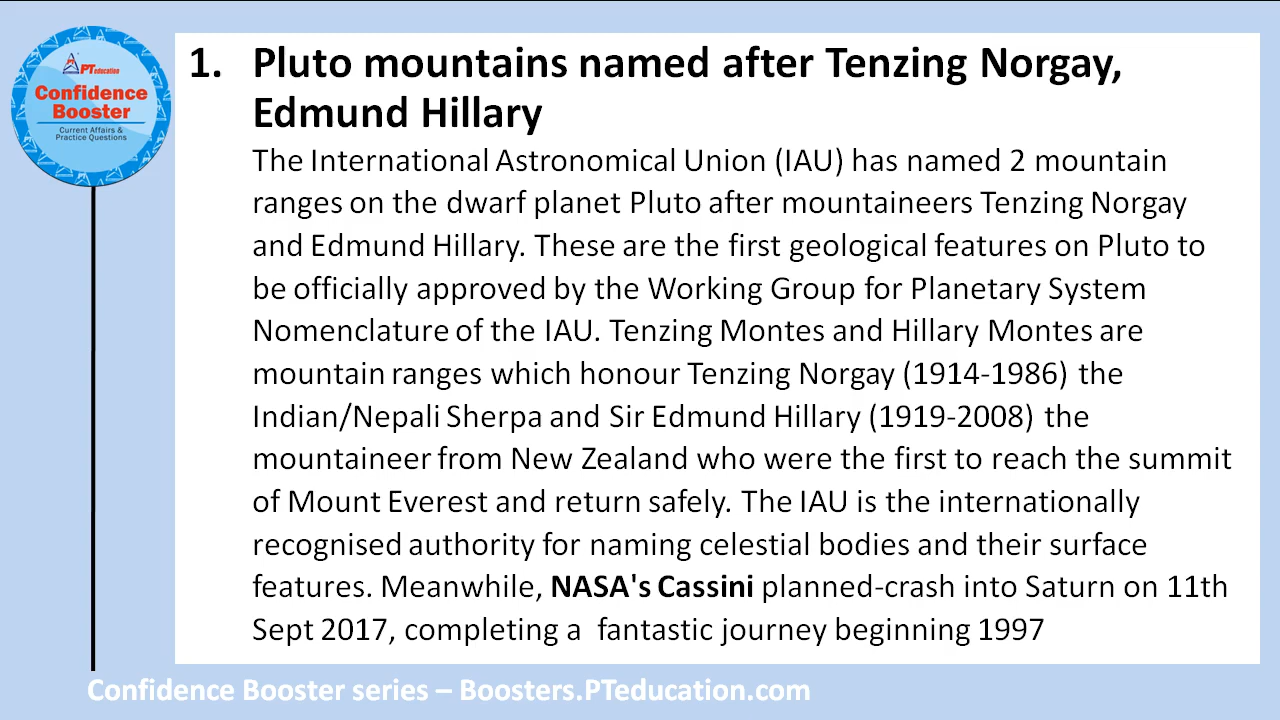 PT education
Confidence
Booster
Current Affairs &
Practice Questions
1. Pluto mountains named after Tenzing Norgay,
Edmund Hillary
The International Astronomical Union (IAU) has named 2 mountain
ranges on the dwarf planet Pluto after mountaineers Tenzing Norgay
and Edmund Hillary. These are the first geological features on Pluto to
be officially approved by the Working Group for Planetary System
Nomenclature of the IAU. Tenzing Montes and Hillary Montes are
mountain ranges which honour Tenzing Norgay (1914-1986) the
Indian/Nepali Sherpa and Sir Edmund Hillary (1919-2008) the
mountaineer from New Zealand who were the first to reach the summit
of Mount Everest and return safely. The IAU is the internationally
recognised authority for naming celestial bodies and their surface
features. Meanwhile, NASA's Cassini planned-crash into Saturn on 11th
Sept 2017, completing a  fantastic journey beginning 1997
Confidence Booster series – Boosters.PTeducation.com